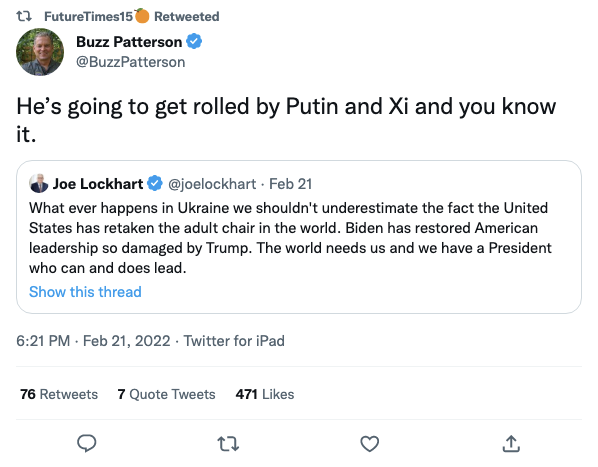 FutureTimes15🍊 Retweeted
Buzz Patterson
@BuzzPatterson
He’s going to get rolled by Putin and Xi and you know
it.
Joe Lockhart @joelockhart · Feb 21
What ever happens in Ukraine we shouldn't underestimate the fact the United
States has retaken the adult chair in the world. Biden has restored American
leadership so damaged by Trump. The world needs us and we have a President
who can and does lead.
Show this thread
6:21 PM · Feb 21, 2022 · Twitter for iPad
76 Retweets 7 Quote Tweets 471 Likes